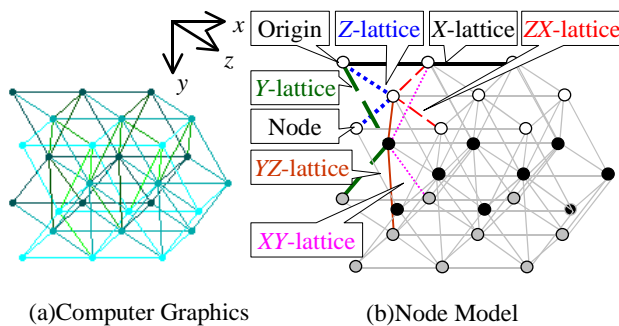 x
z
y
Origin
Z-lattice
X-lattice
ZX-lattice
Y-lattice
Node
YZ-lattice
XY-lattice
(a)Computer Graphics
(b)Node Model